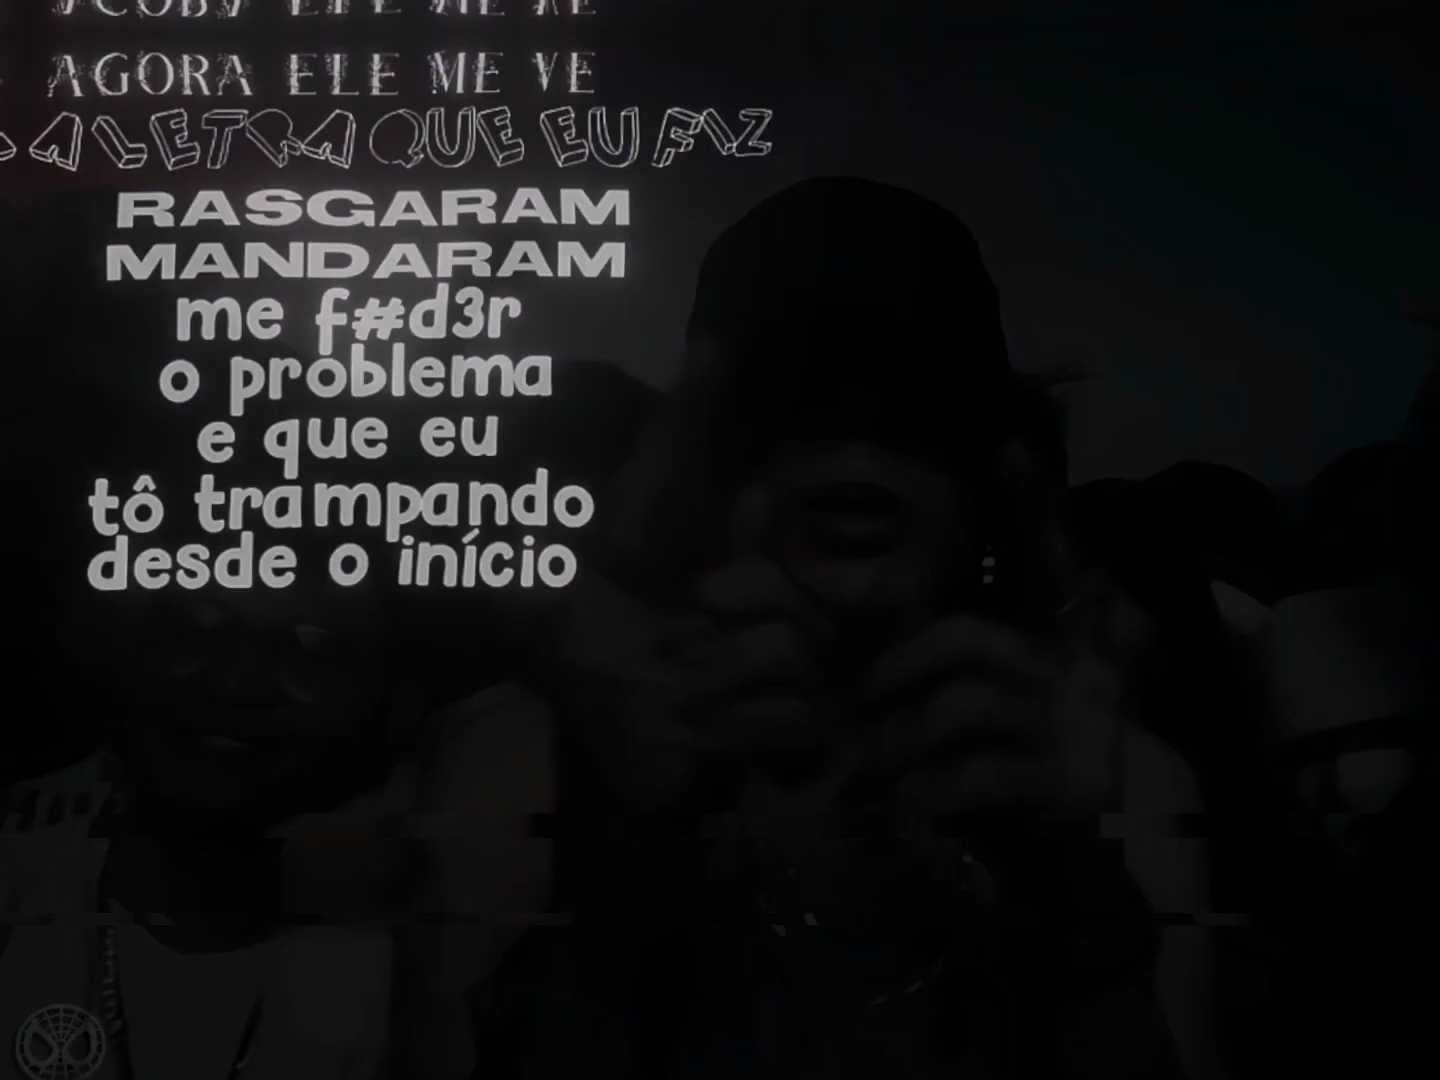 AGORA ELE ME VE
A LETRA QUE EU FIZ
RASGARAM
MANDARAM
me f#d3r
o problema
e que eu
tô trampando
desde o início